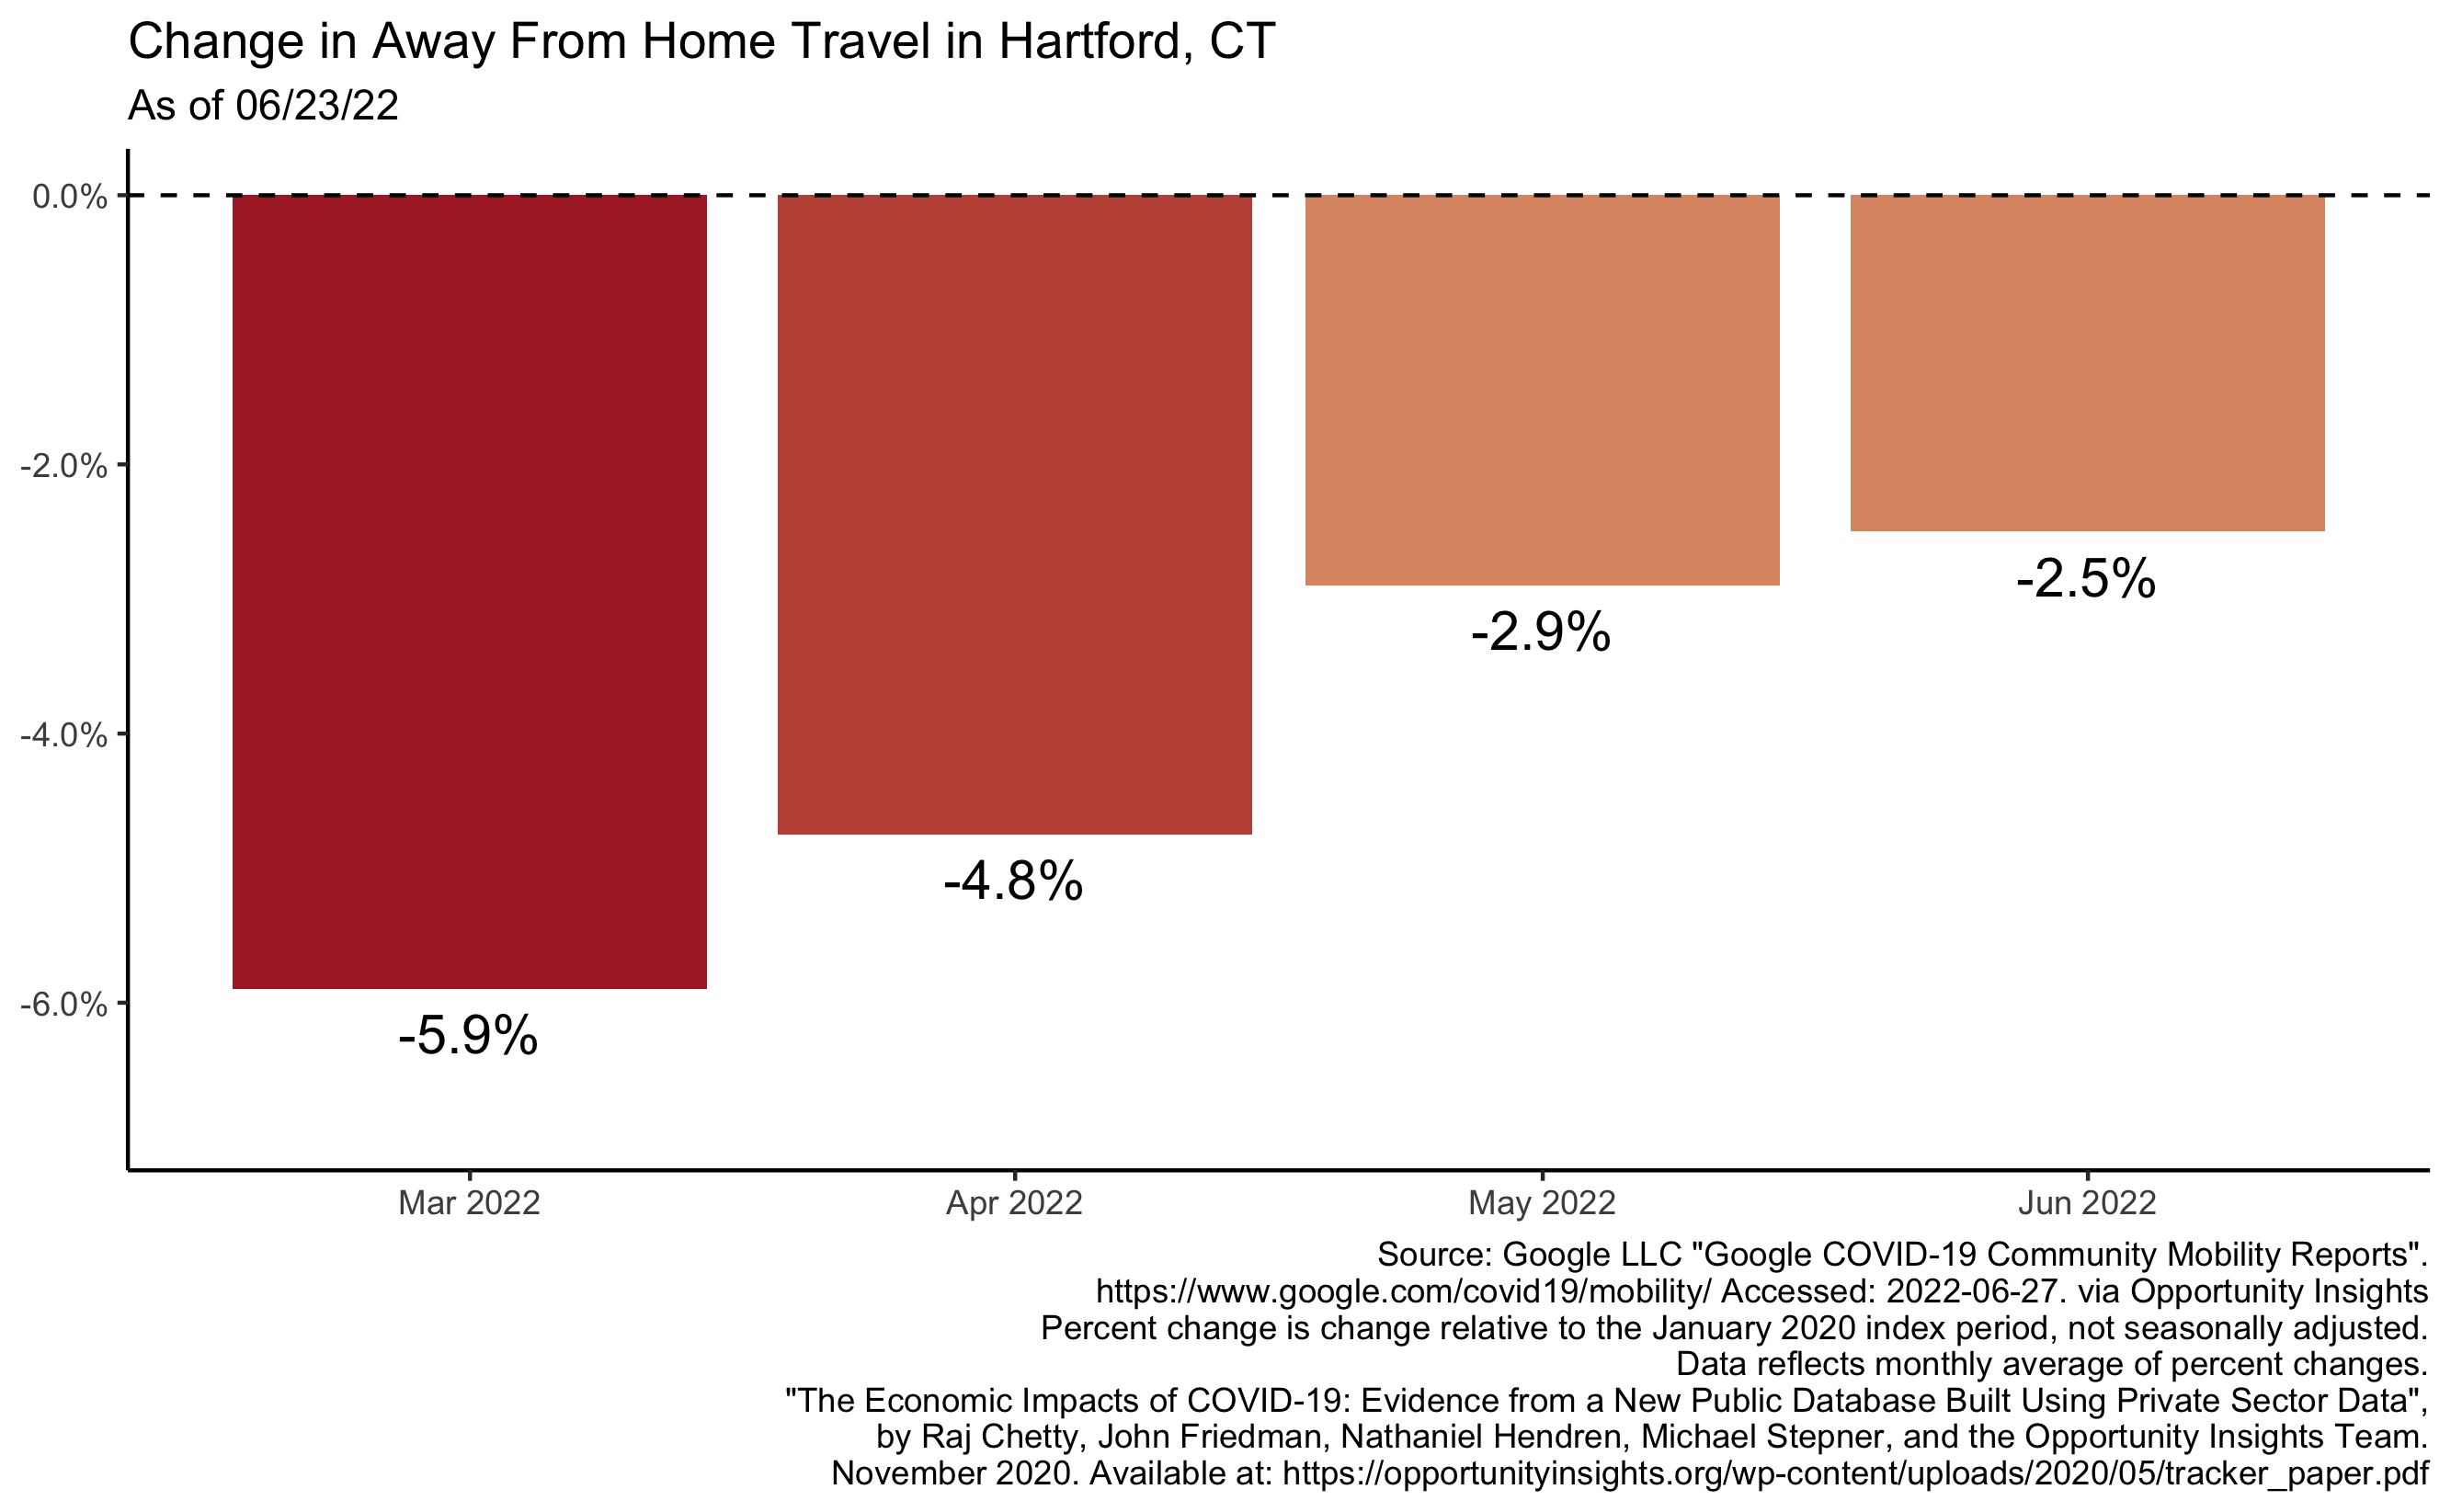 Change in Away From Home Travel in Hartford, CT
As of 06/23/22
0.0%
-2.0%
-4.0%
-6.0%
-5.9%
-4.8%
-2.9%
-2.5%
Mar 2022
Apr 2022
May 2022
Jun 2022
Source: Google LLC "Google COVID-19 Community Mobility Reports".
https://www.google.com/covid19/mobility/ Accessed: 2022-06-27. via Opportunity Insights
Percent change is change relative to the January 2020 index period, not seasonally adjusted.
Data reflects monthly average of percent changes.
"The Economic Impacts of COVID-19: Evidence from a New Public Database Built Using Private Sector Data",
by Raj Chetty, John Friedman, Nathaniel Hendren, Michael Stepner, and the Opportunity Insights Team.
November 2020. Available at: https://opportunityinsights.org/wp-content/uploads/2020/05/tracker_paper.pdf